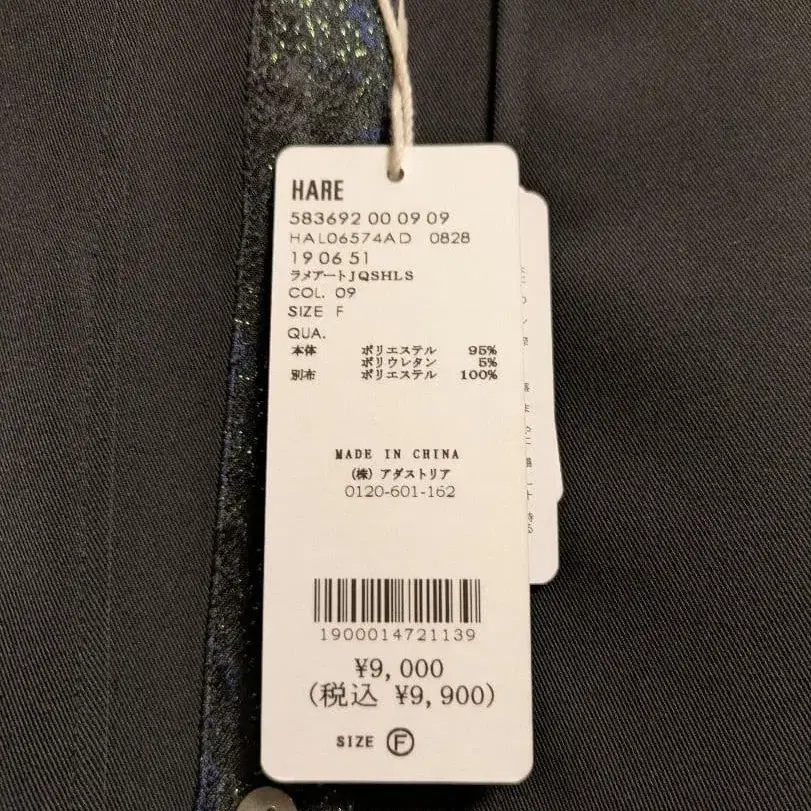 HARE
583692 00 09 09
HAL06574AD 0828
19 06 51
ラメアートJQSHLS
COL. 09
SIZE F
QUA.
本体 ポリエステル 95%
ポリウレタン 5%
別布 ポリエステル 100%
MADE IN CHINA
(株) アダストリア
0120-601-162
1900014721139
¥9,000
(税込 ¥9,900)
SIZE F